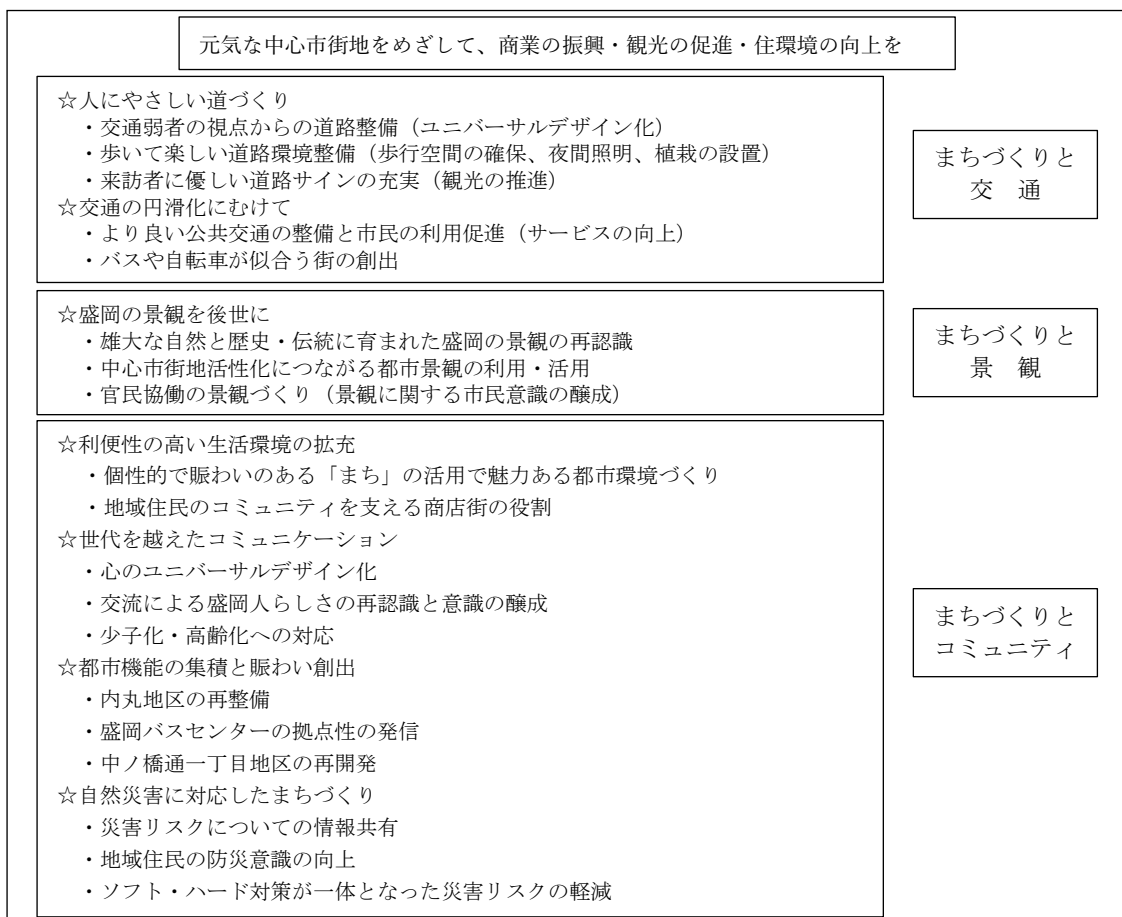 元気な中心市街地をめざして、商業の振興・観光の促進・住環境の向上を
☆人にやさしい道づくり
・交通弱者の視点からの道路整備（ユニバーサルデザイン化）
・歩いて楽しい道路環境整備（歩行空間の確保、夜間照明、植栽の設置）
・来訪者に優しい道路サインの充実（観光の推進）
☆交通の円滑化にむけて
・より良い公共交通の整備と市民の利用促進（サービスの向上）
・バスや自転車が似合う街の創出
まちづくりと
交　通
☆盛岡の景観を後世に
・雄大な自然と歴史・伝統に育まれた盛岡の景観の再認識
・中心市街地活性化につながる都市景観の利用・活用
・官民協働の景観づくり（景観に関する市民意識の醸成）
まちづくりと
景　観
☆利便性の高い生活環境の拡充
・個性的で賑わいのある「まち」の活用で魅力ある都市環境づくり
・地域住民のコミュニティを支える商店街の役割
☆世代を越えたコミュニケーション
・心のユニバーサルデザイン化
・交流による盛岡人らしさの再認識と意識の醸成
・少子化・高齢化への対応
☆都市機能の集積と賑わい創出
・内丸地区の再整備
・盛岡バスセンターの拠点性の発信
・中ノ橋通一丁目地区の再開発
☆自然災害に対応したまちづくり
・災害リスクについての情報共有
・地域住民の防災意識の向上
・ソフト・ハード対策が一体となった災害リスクの軽減
まちづくりと
コミュニティ